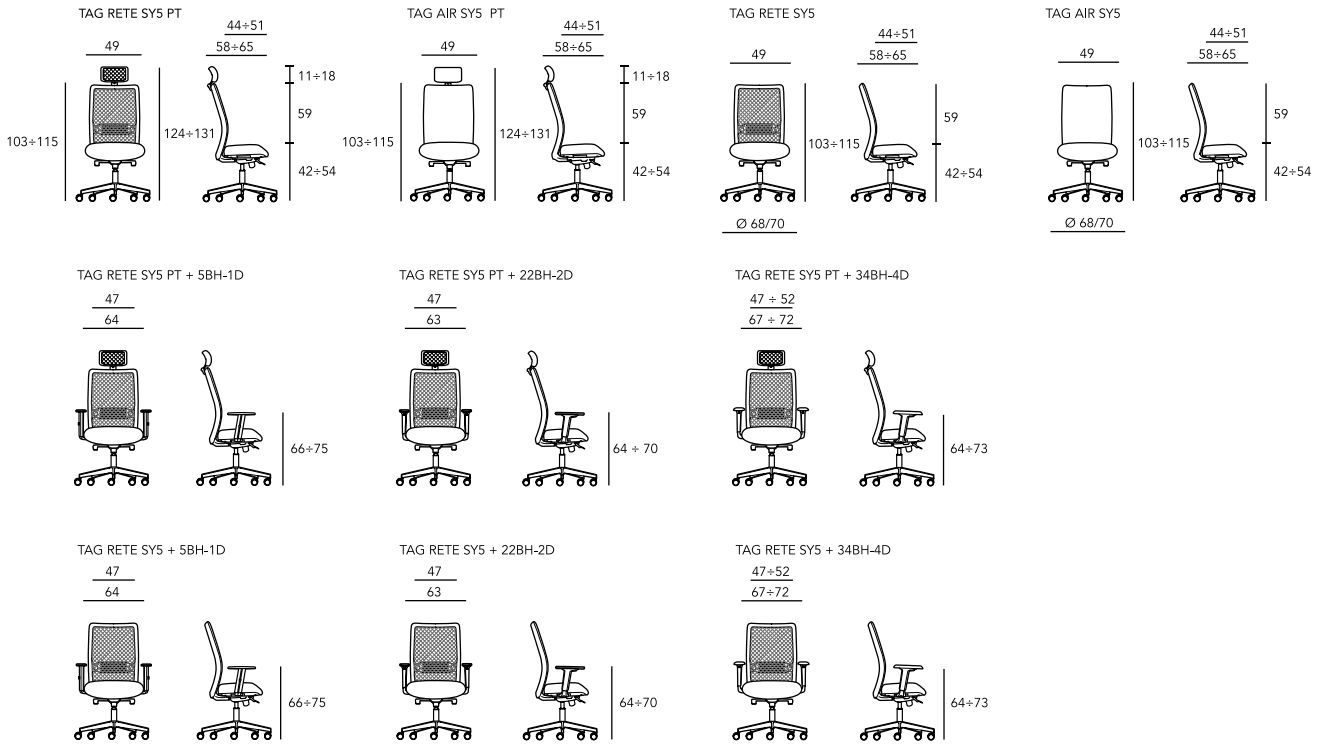 TAG RETE SY5 PT
49
44÷51
58÷65
11÷18
59
42÷54
103÷115
124÷131
TAG AIR SY5 PT
49
44÷51
58÷65
11÷18
59
42÷54
103÷115
124÷131
TAG RETE SY5
49
44÷51
58÷65
59
42÷54
103÷115
Ø 68/70
TAG AIR SY5
49
44÷51
58÷65
59
42÷54
103÷115
Ø 68/70
TAG RETE SY5 PT + 5BH-1D
47
64
66÷75
TAG RETE SY5 PT + 22BH-2D
47
63
64 ÷ 70
TAG RETE SY5 PT + 34BH-4D
47 ÷ 52
67 ÷ 72
64÷73
TAG RETE SY5 + 5BH-1D
47
64
66÷75
TAG RETE SY5 + 22BH-2D
47
63
64÷70
TAG RETE SY5 + 34BH-4D
47÷52
67÷72
64÷73